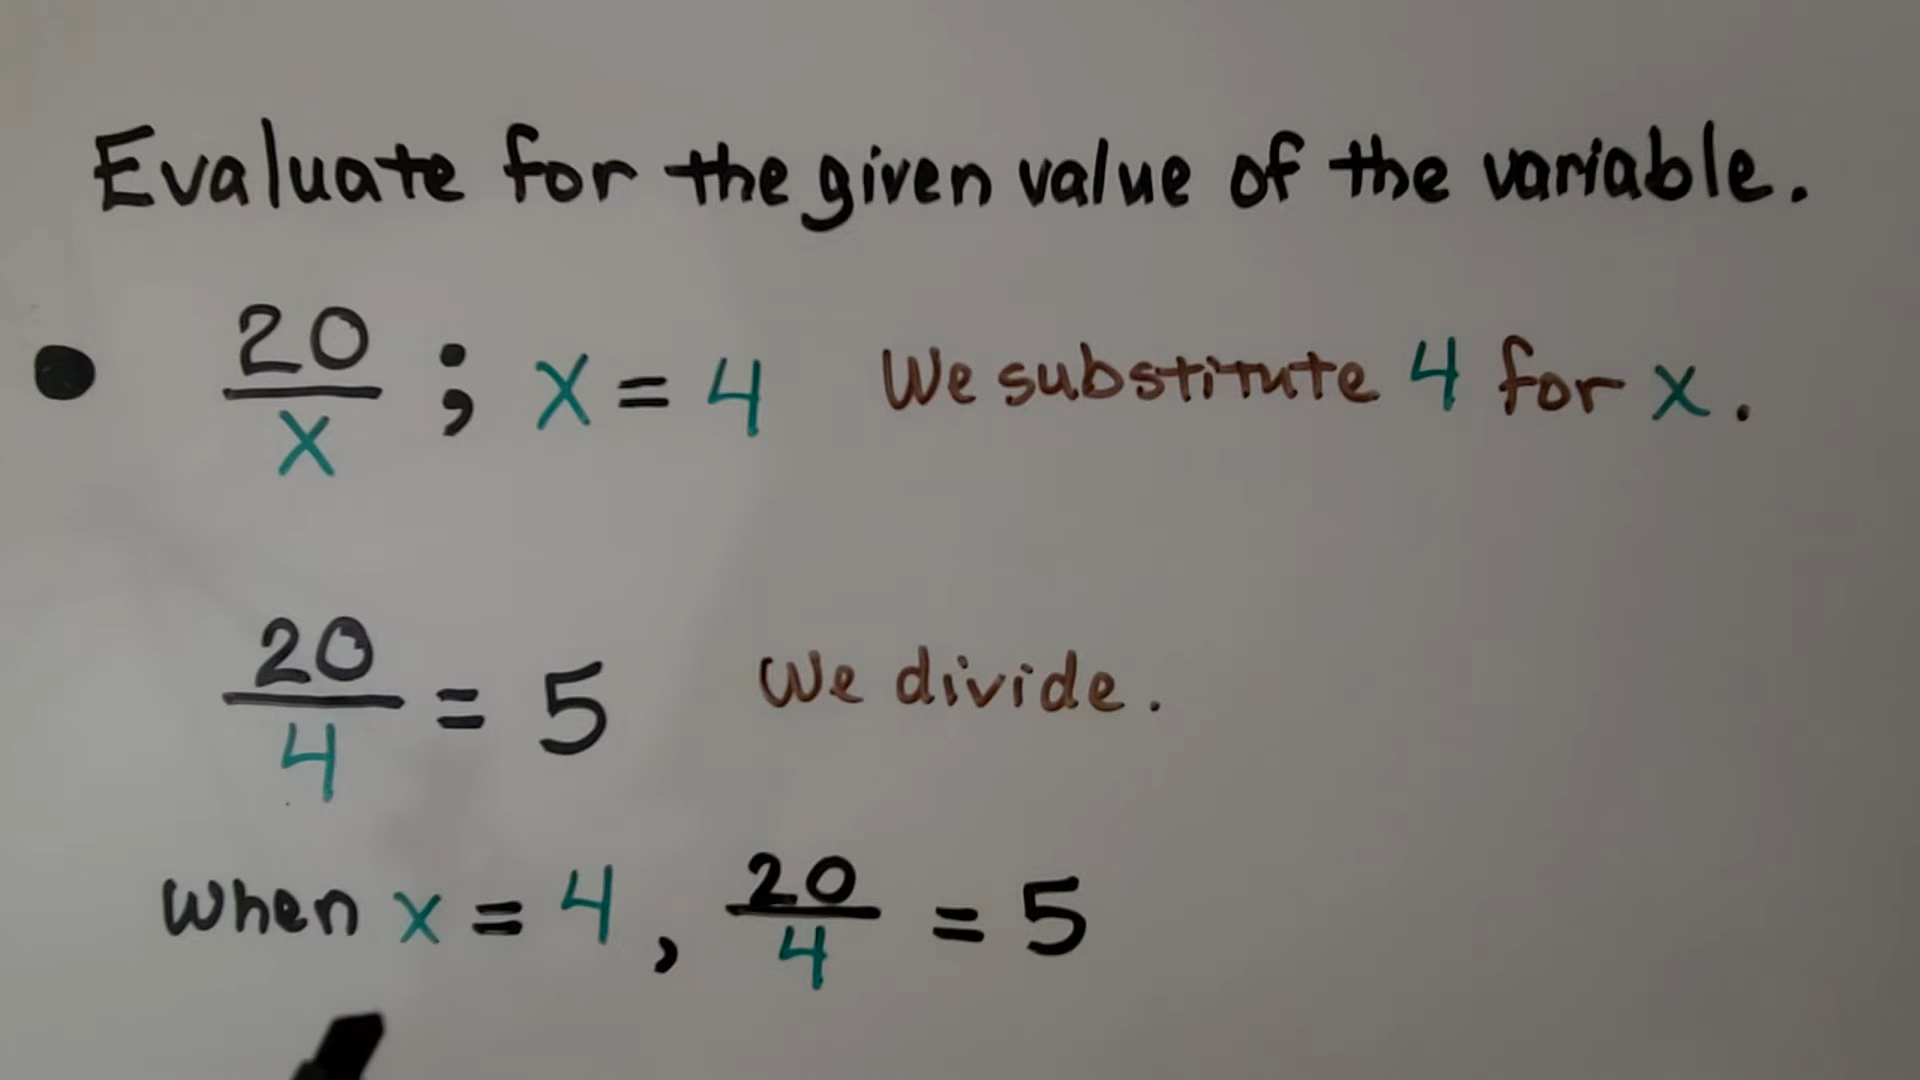 Evaluate for the given value of the variable.
20/x ; x = 4 We substitute 4 for x.
20/4 = 5 We divide.
when x = 4, 20/4 = 5